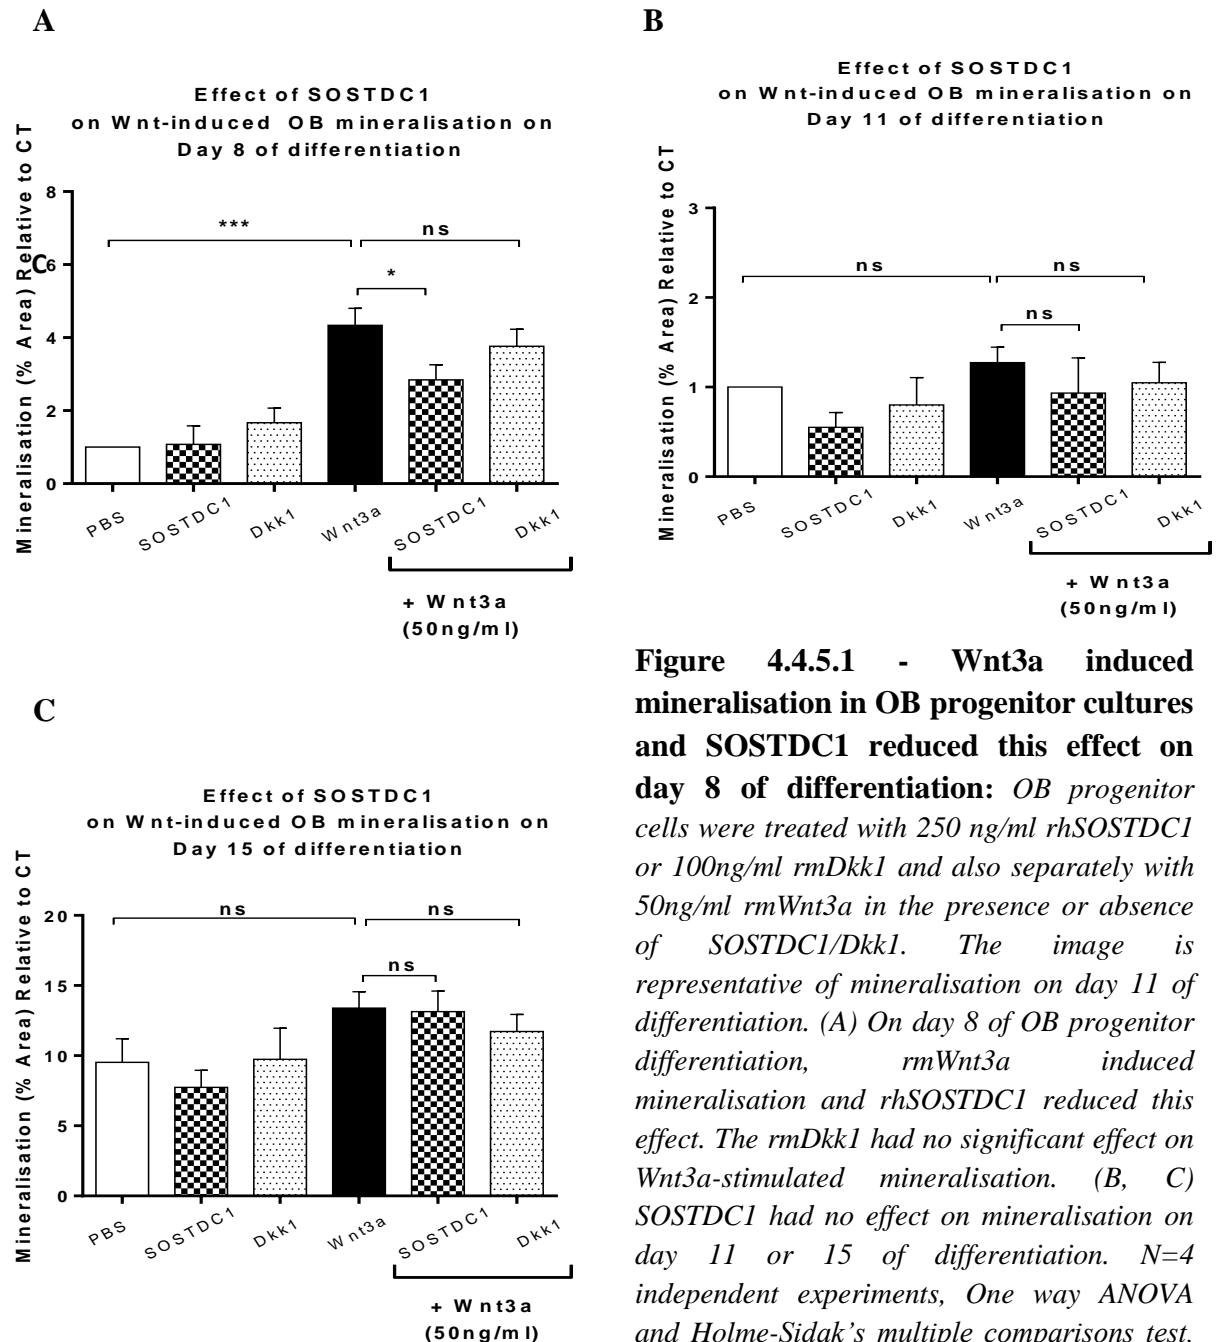 A
Effect of SOSTDC1
on Wnt-induced OB mineralisation on
Day 8 of differentiation
Mineralisation (% Area) Relative to CT
8
6
4
2
0
C
***
ns
*
PBS
SOSTDC1
Dkk1
Wnt3a
SOSTDC1
Dkk1
+ Wnt3a
(50ng/ml)
B
Effect of SOSTDC1
on Wnt-induced OB mineralisation on
Day 11 of differentiation
Mineralisation (% Area) Relative to CT
3
2
1
0
ns
ns
ns
PBS
SOSTDC1
Dkk1
Wnt3a
SOSTDC1
Dkk1
+ Wnt3a
(50ng/ml)
C
Effect of SOSTDC1
on Wnt-induced OB mineralisation on
Day 15 of differentiation
Mineralisation (% Area) Relative to CT
20
15
10
5
0
ns
ns
ns
PBS
SOSTDC1
Dkk1
Wnt3a
SOSTDC1
Dkk1
+ Wnt3a
(50ng/ml)
Figure 4.4.5.1 - Wnt3a induced
mineralisation in OB progenitor cultures
and SOSTDC1 reduced this effect on
day 8 of differentiation: OB progenitor
cells were treated with 250 ng/ml rhSOSTDC1
or 100ng/ml rmDkk1 and also separately with
50ng/ml rmWnt3a in the presence or absence
of SOSTDC1/Dkk1. The image is
representative of mineralisation on day 11 of
differentiation. (A) On day 8 of OB progenitor
differentiation, rmWnt3a induced
mineralisation and rhSOSTDC1 reduced this
effect. The rmDkk1 had no significant effect on
Wnt3a-stimulated mineralisation. (B, C)
SOSTDC1 had no effect on mineralisation on
day 11 or 15 of differentiation. N=4
independent experiments, One way ANOVA
and Holme-Sidak's multiple comparisons test.